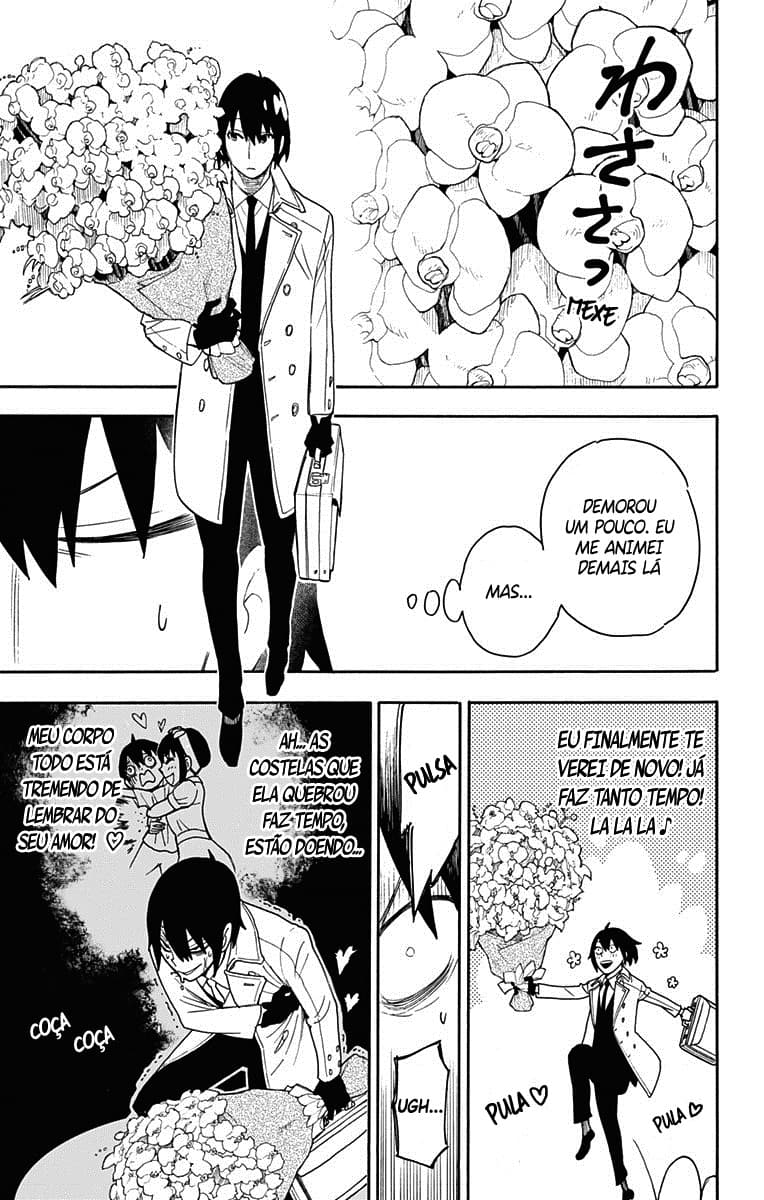 わささっ
MEXE
DEMOROU
UM POUCO. EU
ME ANIMEI
DEMAIS LÁ
MAS...
EU FINALMENTE TE
VEREI DE NOVO! JÁ
FAZ TANTO TEMPO!
LA LA LA♪
PULA♡
PULA♡
PULSA
UGH...
AH... AS
COSTELAS QUE
ELA QUEBROU
FAZ TEMPO,
ESTÃO DOENDO...
MEU CORPO
TODO ESTÁ
TREMENDO DE
LEMBRAR DO
SEU AMOR! ♡
COÇA
COÇA